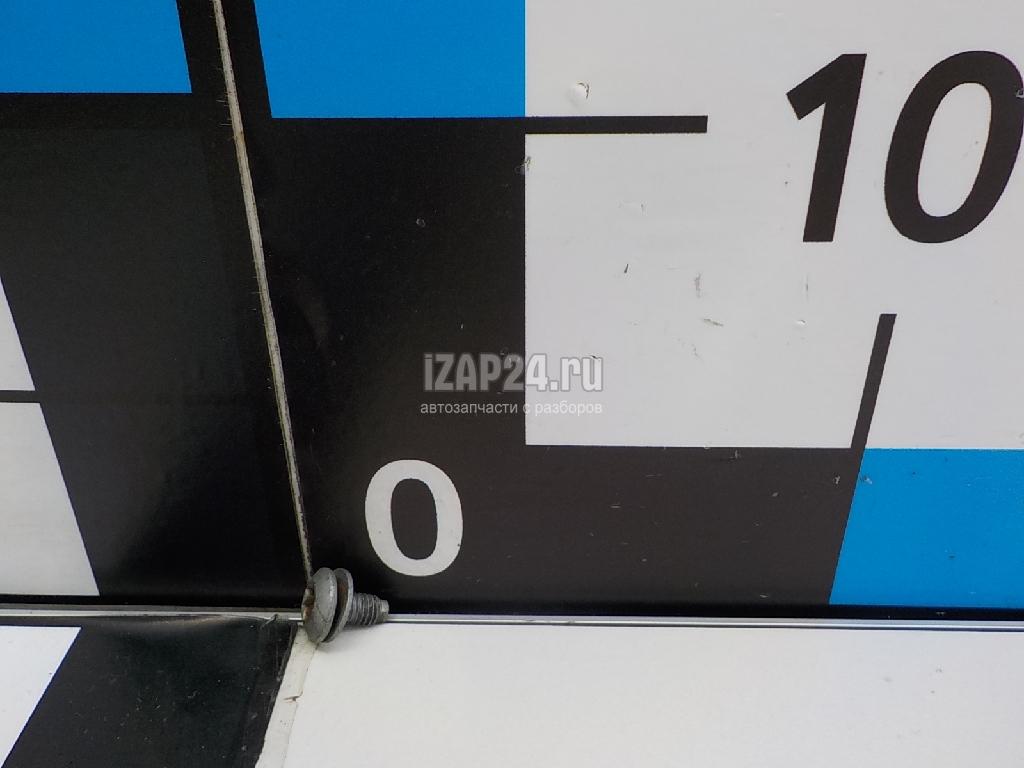 10
iZAP24.ru
автозапчасти с разборов
0